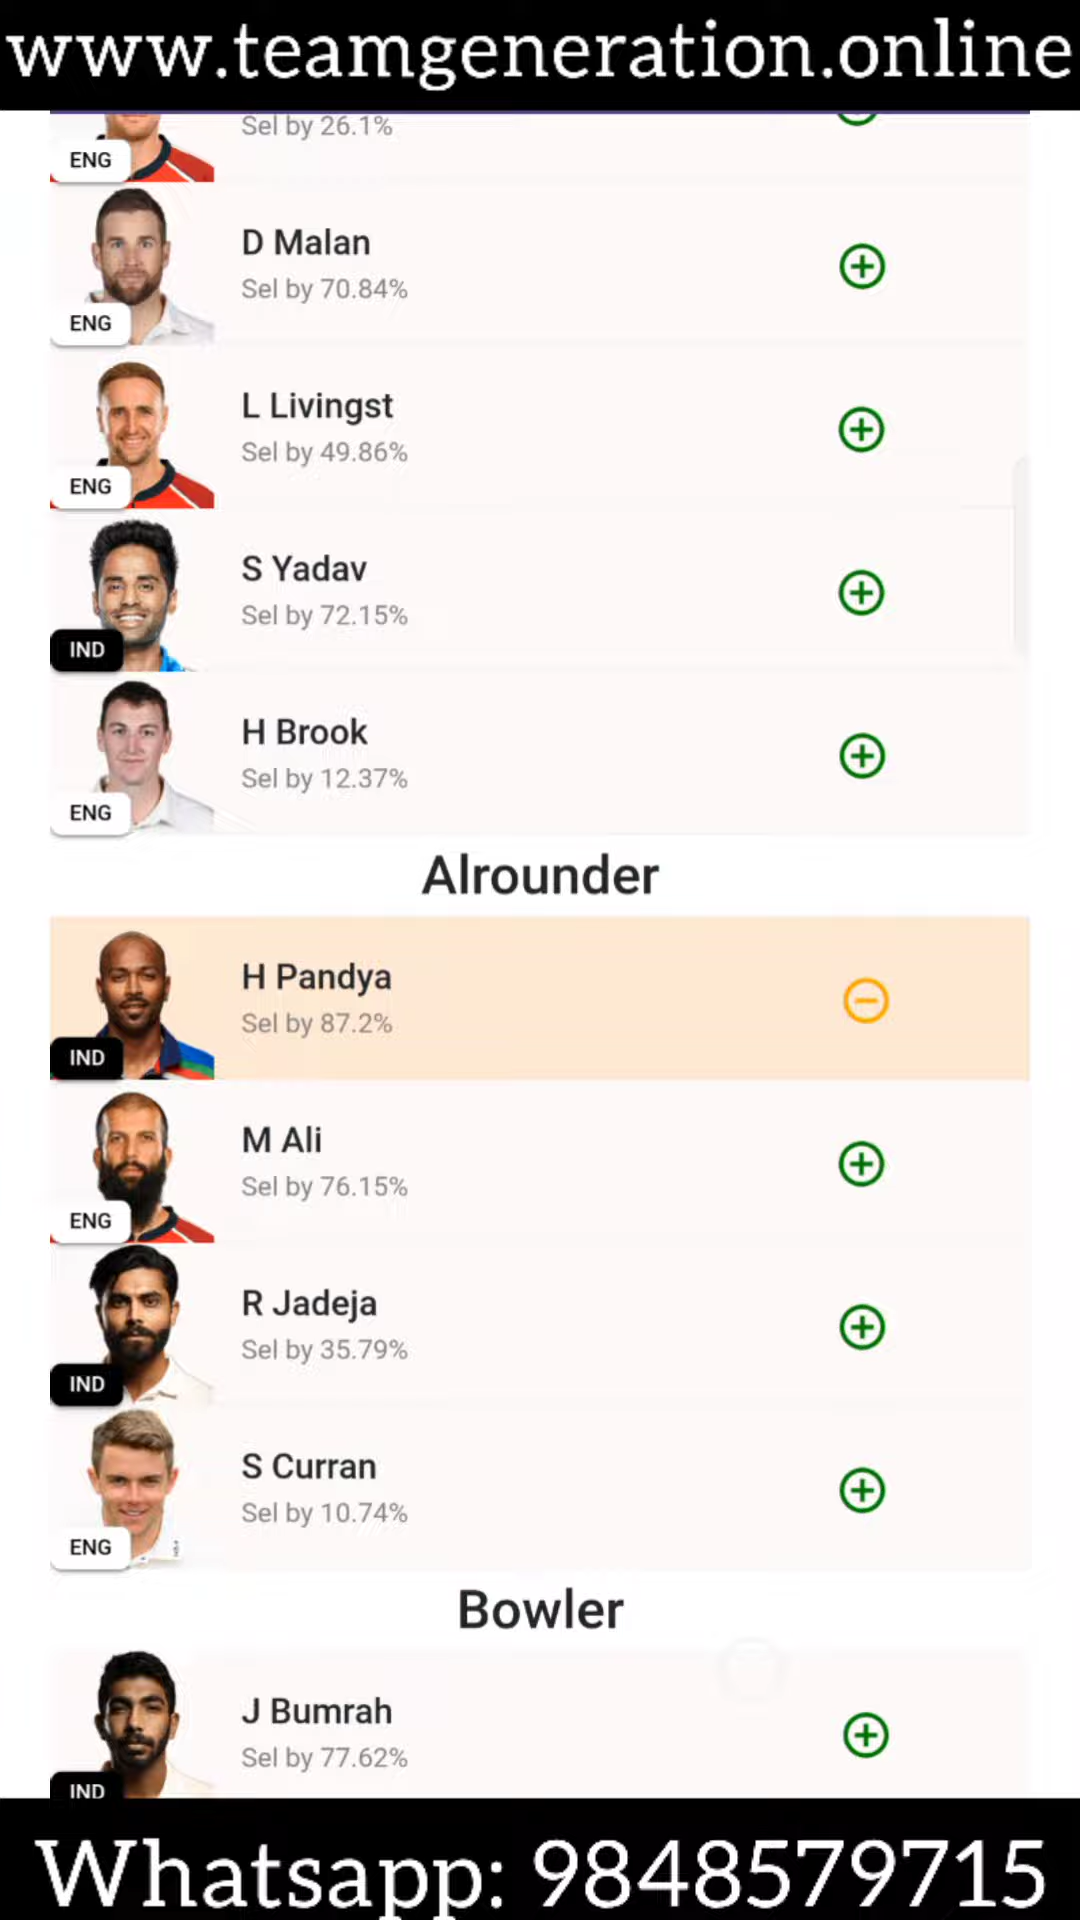 www.teamgeneration.online
Sel by 26.1%
ENG
D Malan
Sel by 70.84%
ENG
L Livingst
Sel by 49.86%
ENG
S Yadav
Sel by 72.15%
IND
H Brook
Sel by 12.37%
ENG
Alrounder
H Pandya
Sel by 87.2%
IND
M Ali
Sel by 76.15%
ENG
R Jadeja
Sel by 35.79%
IND
S Curran
Sel by 10.74%
ENG
Bowler
J Bumrah
Sel by 77.62%
IND
Whatsapp: 9848579715